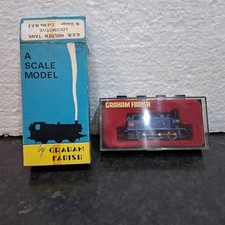 G.E.R. HOLDEN TANK
LOCOMOTIVE
N Gauge
A
SCALE
MODEL
by GRAHAM
FARISH
GRAHAM FARISH